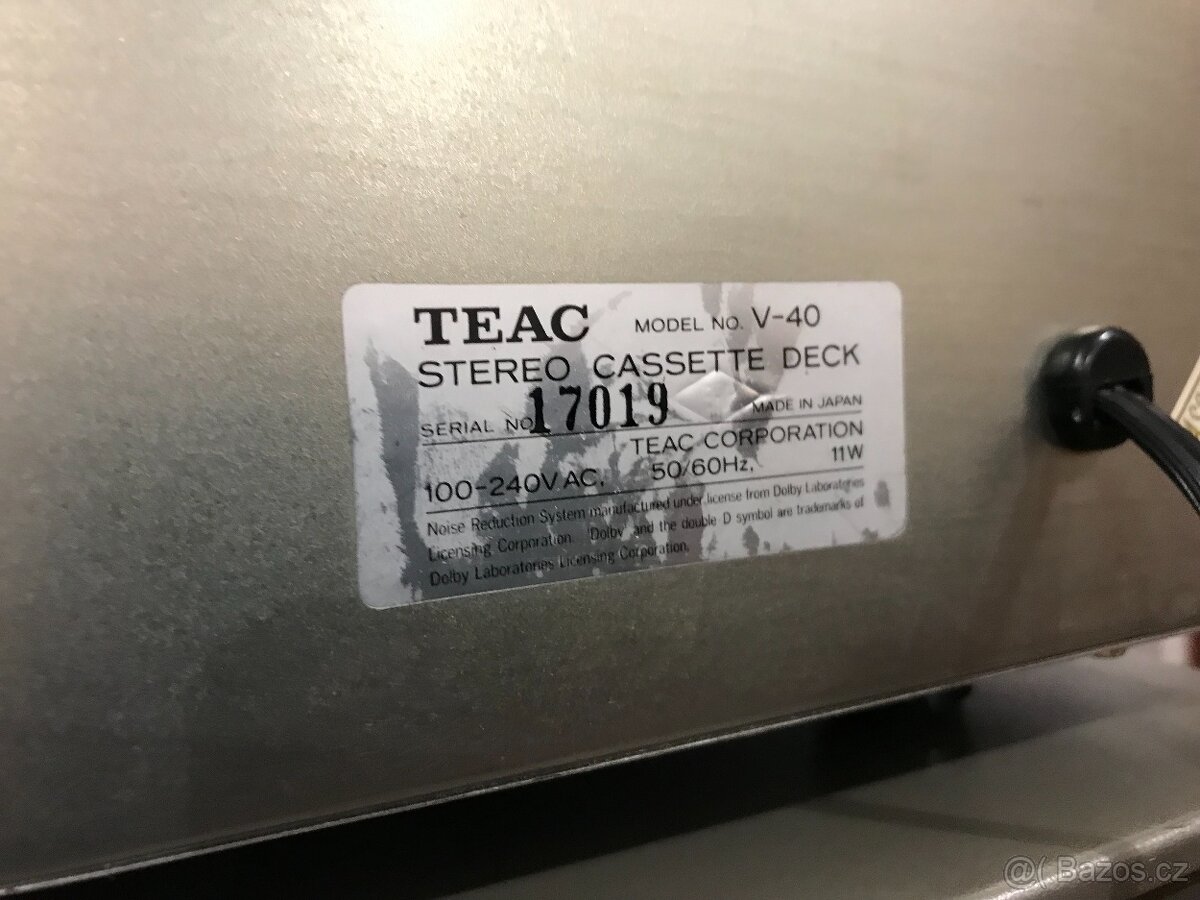 TEAC MODEL NO. V-40
STEREO CASSETTE DECK
SERIAL NO 17019 MADE IN JAPAN
TEAC CORPORATION
100-240V AC, 50/60Hz, 11W
Noise Reduction System manufactured under license from Dolby Laboratories
Licensing Corporation. 'Dolby' and the double D symbol are trademarks of
Dolby Laboratories Licensing Corporation.
@( Bazos.cz